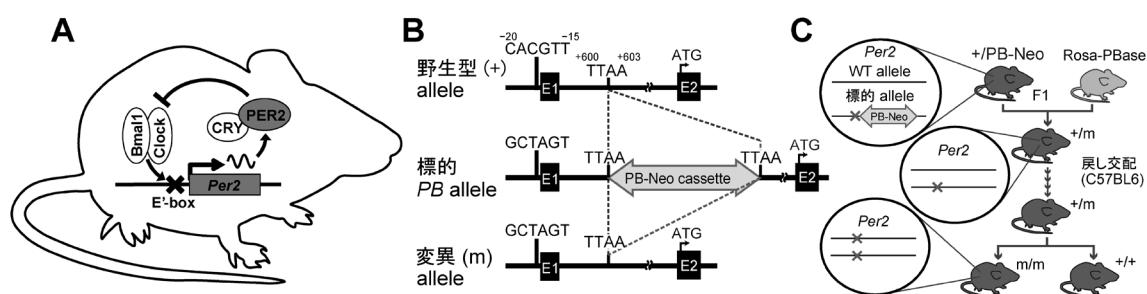 A
Bmal1
Clock
CRY
PER2
Per2
E'-box
B
−20
−15
CACGTT
+600
+603
TTAA
ATG
野生型 (+)
allele
E1
E2
GCTAGT
TTAA
TTAA
ATG
標的
PB allele
E1
PB-Neo cassette
E2
GCTAGT
TTAA
ATG
変異 (m)
allele
E1
E2
C
Per2
WT allele
標的 allele
PB-Neo
+/PB-Neo
Rosa-PBase
F1
+/m
Per2
戻し交配
(C57BL6)
+/m
Per2
m/m
+/+